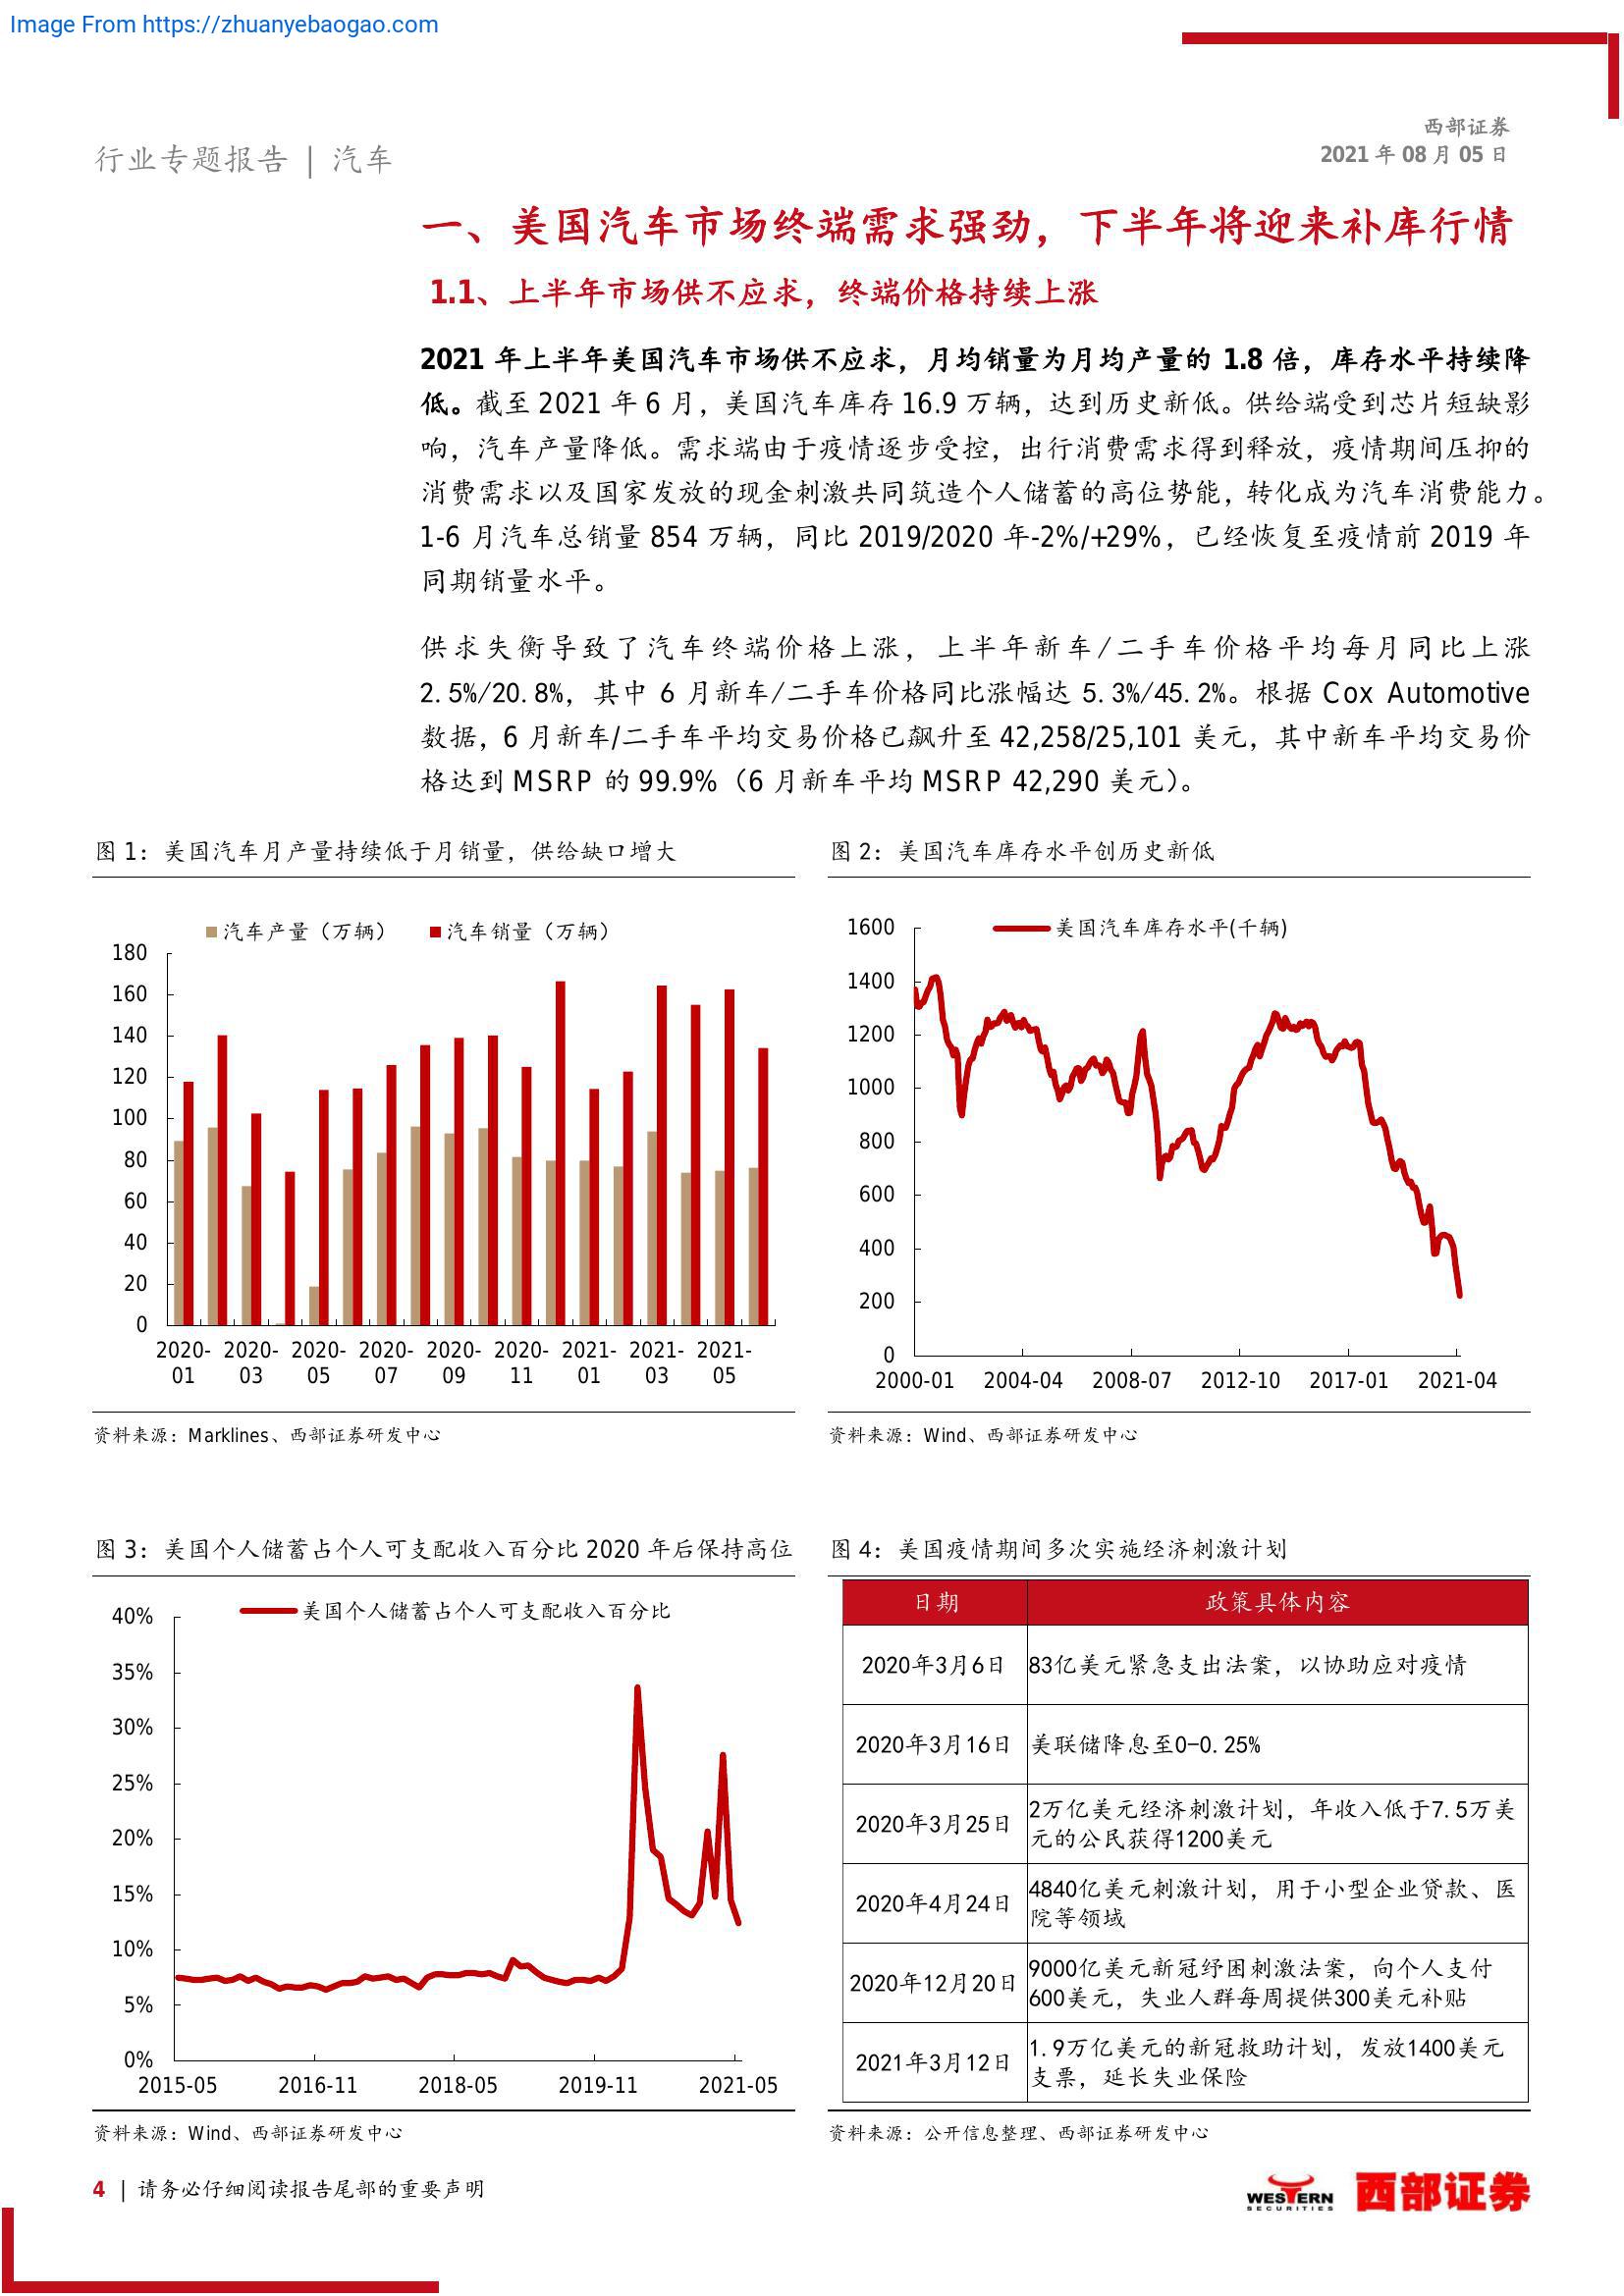 Image From https://zhuanyebaogao.com
西部证券
2021 年 08 月 05 日
行业专题报告 | 汽车
一、美国汽车市场终端需求强劲，下半年将迎来补库行情
1.1、上半年市场供不应求，终端价格持续上涨
2021 年上半年美国汽车市场供不应求，月均销量为月均产量的 1.8 倍，库存水平持续降
低。截至 2021 年 6 月，美国汽车库存 16.9 万辆，达到历史新低。供给端受到芯片短缺影
响，汽车产量降低。需求端由于疫情逐步受控，出行消费需求得到释放，疫情期间压抑的
消费需求以及国家发放的现金刺激共同筑造个人储蓄的高位势能，转化成为汽车消费能力。
1-6 月汽车总销量 854 万辆，同比 2019/2020 年-2%/+29%，已经恢复至疫情前 2019 年
同期销量水平。
供求失衡导致了汽车终端价格上涨，上半年新车/二手车价格平均每月同比上涨
2.5%/20.8%，其中 6 月新车/二手车价格同比涨幅达 5.3%/45.2%。根据 Cox Automotive
数据，6 月新车/二手车平均交易价格已飙升至 42,258/25,101 美元，其中新车平均交易价
格达到 MSRP 的 99.9%（6 月新车平均 MSRP 42,290 美元）。
图 1：美国汽车月产量持续低于月销量，供给缺口增大
汽车产量（万辆） 汽车销量（万辆）
180
160
140
120
100
80
60
40
20
0
2020-01 2020-03 2020-05 2020-07 2020-09 2020-11 2021-01 2021-03 2021-05
资料来源：Marklines、西部证券研发中心
图 2：美国汽车库存水平创历史新低
美国汽车库存水平(千辆)
1600
1400
1200
1000
800
600
400
200
0
2000-01 2004-04 2008-07 2012-10 2017-01 2021-04
资料来源：Wind、西部证券研发中心
图 3：美国个人储蓄占个人可支配收入百分比 2020 年后保持高位
美国个人储蓄占个人可支配收入百分比
40%
35%
30%
25%
20%
15%
10%
5%
0%
2015-05 2016-11 2018-05 2019-11 2021-05
资料来源：Wind、西部证券研发中心
图 4：美国疫情期间多次实施经济刺激计划
日期 政策具体内容
2020年3月6日 83亿美元紧急支出法案，以协助应对疫情
2020年3月16日 美联储降息至0-0.25%
2020年3月25日 2万亿美元经济刺激计划，年收入低于7.5万美
元的公民获得1200美元
2020年4月24日 4840亿美元刺激计划，用于小型企业贷款、医
院等领域
2020年12月20日 9000亿美元新冠纾困刺激法案，向个人支付
600美元，失业人群每周提供300美元补贴
2021年3月12日 1.9万亿美元的新冠救助计划，发放1400美元
支票，延长失业保险
资料来源：公开信息整理、西部证券研发中心
4 | 请务必仔细阅读报告尾部的重要声明
WESTERN
SECURITIES
西部证券